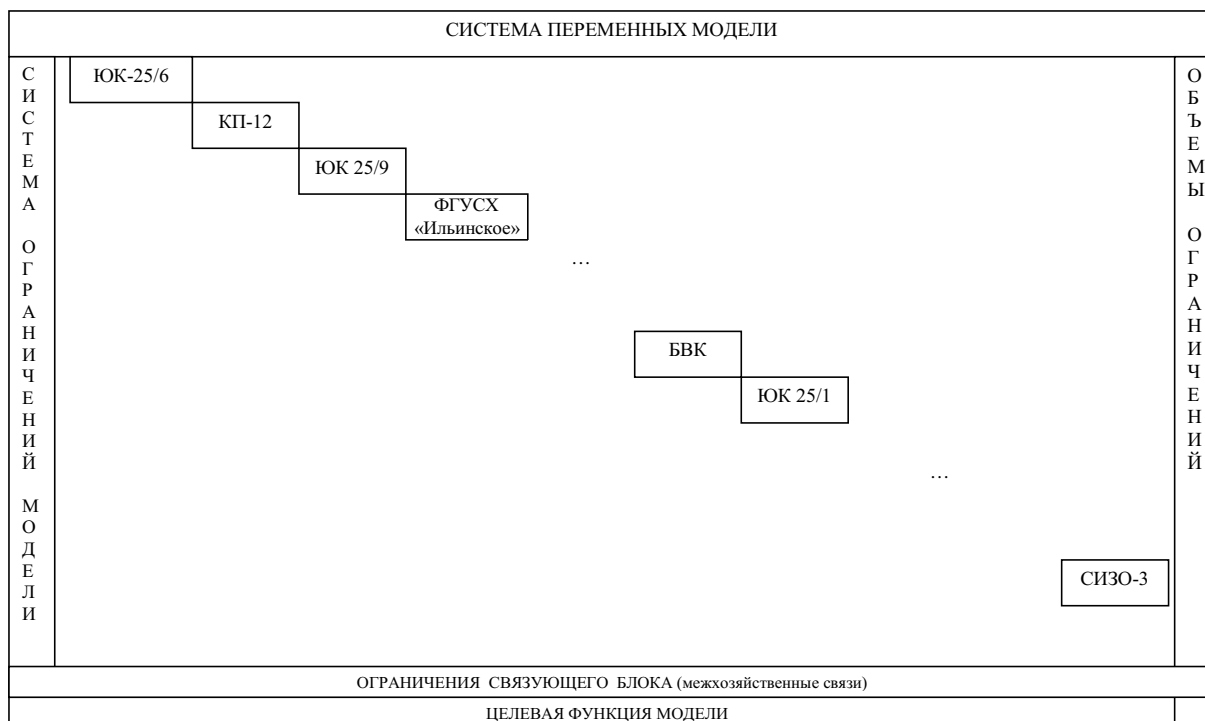 СИСТЕМА ПЕРЕМЕННЫХ МОДЕЛИ
СИСТЕМА ОГРАНИЧЕНИЙ МОДЕЛИ
ЮК-25/6
КП-12
ЮК 25/9
ФГУСХ
«Ильинское»
…
БВК
ЮК 25/1
…
СИЗО-3
ОБЪЕМЫ ОГРАНИЧЕНИЙ
ОГРАНИЧЕНИЯ СВЯЗУЮЩЕГО БЛОКА (межхозяйственные связи)
ЦЕЛЕВАЯ ФУНКЦИЯ МОДЕЛИ